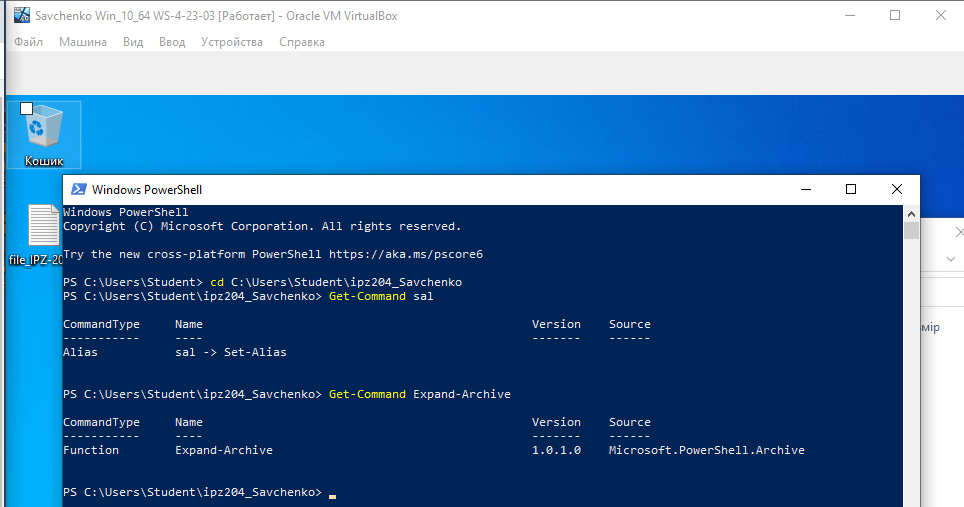 Savchenko Win_10_64 WS-4-23-03 [Работает] - Oracle VM VirtualBox
Файл Машина Вид Ввод Устройства Справка
Кошик
Windows PowerShell
Windows PowerShell
Copyright (C) Microsoft Corporation. All rights reserved.
file_IPZ-20
Try the new cross-platform PowerShell https://aka.ms/pscore6
PS C:\Users\Student> cd C:\Users\Student\ipz204_Savchenko
PS C:\Users\Student\ipz204_Savchenko> Get-Command sal
мір
CommandType Name Version Source
----------- ---- ------- ------
Alias sal -> Set-Alias
PS C:\Users\Student\ipz204_Savchenko> Get-Command Expand-Archive
CommandType Name Version Source
----------- ---- ------- ------
Function Expand-Archive 1.0.1.0 Microsoft.PowerShell.Archive
PS C:\Users\Student\ipz204_Savchenko>